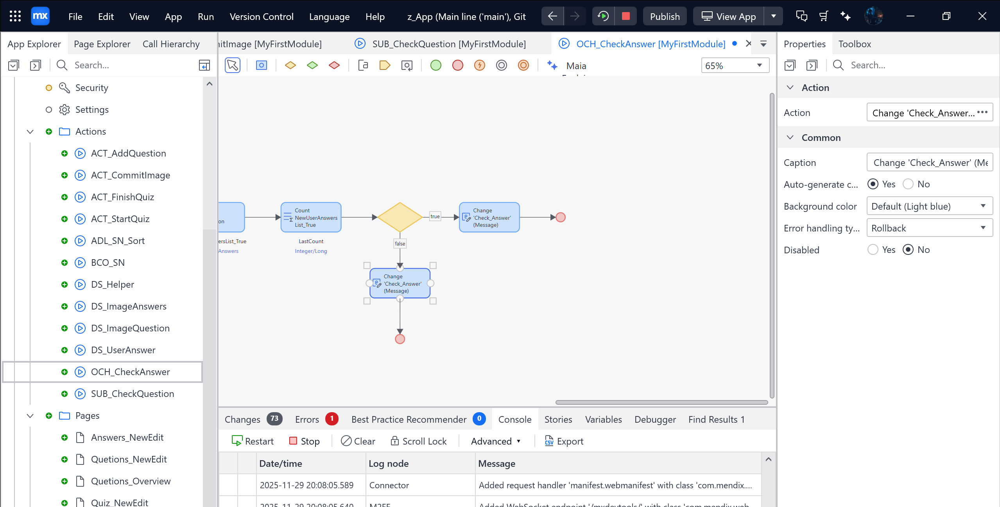 mx File Edit View App Run Version Control Language Help z_App (Main line ('main'), Git Publish View App
App Explorer Page Explorer Call Hierarchy
Search...
Security
Settings
Actions
ACT_AddQuestion
ACT_CommitImage
ACT_FinishQuiz
ACT_StartQuiz
ADL_SN_Sort
BCO_SN
DS_Helper
DS_ImageAnswers
DS_ImageQuestion
DS_UserAnswer
OCH_CheckAnswer
SUB_CheckQuestion
Pages
Answers_NewEdit
Quetions_NewEdit
Quetions_Overview
Quiz_NewEdit
itImage [MyFirstModule] SUB_CheckQuestion [MyFirstModule] OCH_CheckAnswer [MyFirstModule]
Maia
65%
on
ersList_True
Answers
Count
NewUserAnswers
List_True
LastCount
Integer/Long
true
false
Change
'Check_Answer'
(Message)
Change
'Check_Answer'
(Message)
Changes 73 Errors 1 Best Practice Recommender 0 Console Stories Variables Debugger Find Results 1
Restart Stop Clear Scroll Lock Advanced CSV Export
Date/time Log node Message
2025-11-29 20:08:05.589 Connector Added request handler 'manifest.webmanifest' with class 'com.mendix....
2025-11-29 20:08:05.640 M2EE Added WebSocket endpoint '/mxdevtools/' with class 'com.mendix.web...
Properties Toolbox
Search...
Action
Action Change 'Check_Answer... •••
Common
Caption Change 'Check_Answer' (Me
Auto-generate c... Yes No
Background color Default (Light blue)
Error handling ty... Rollback
Disabled Yes No